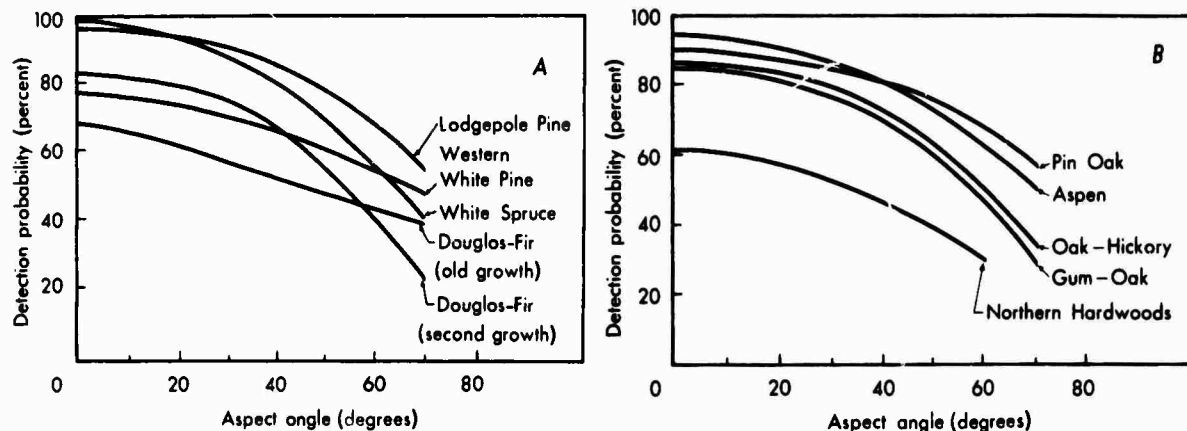 A
Detection probability (percent)
100
80
60
40
20
0
20
40
60
80
Aspect angle (degrees)
Lodgepole Pine
Western
White Pine
White Spruce
Douglos-Fir
(old growth)
Douglos-Fir
(second growth)
B
Detection probability (percent)
100
80
60
40
20
0
20
40
60
80
Aspect angle (degrees)
Pin Oak
Aspen
Oak-Hickory
Gum-Oak
Northern Hardwoods